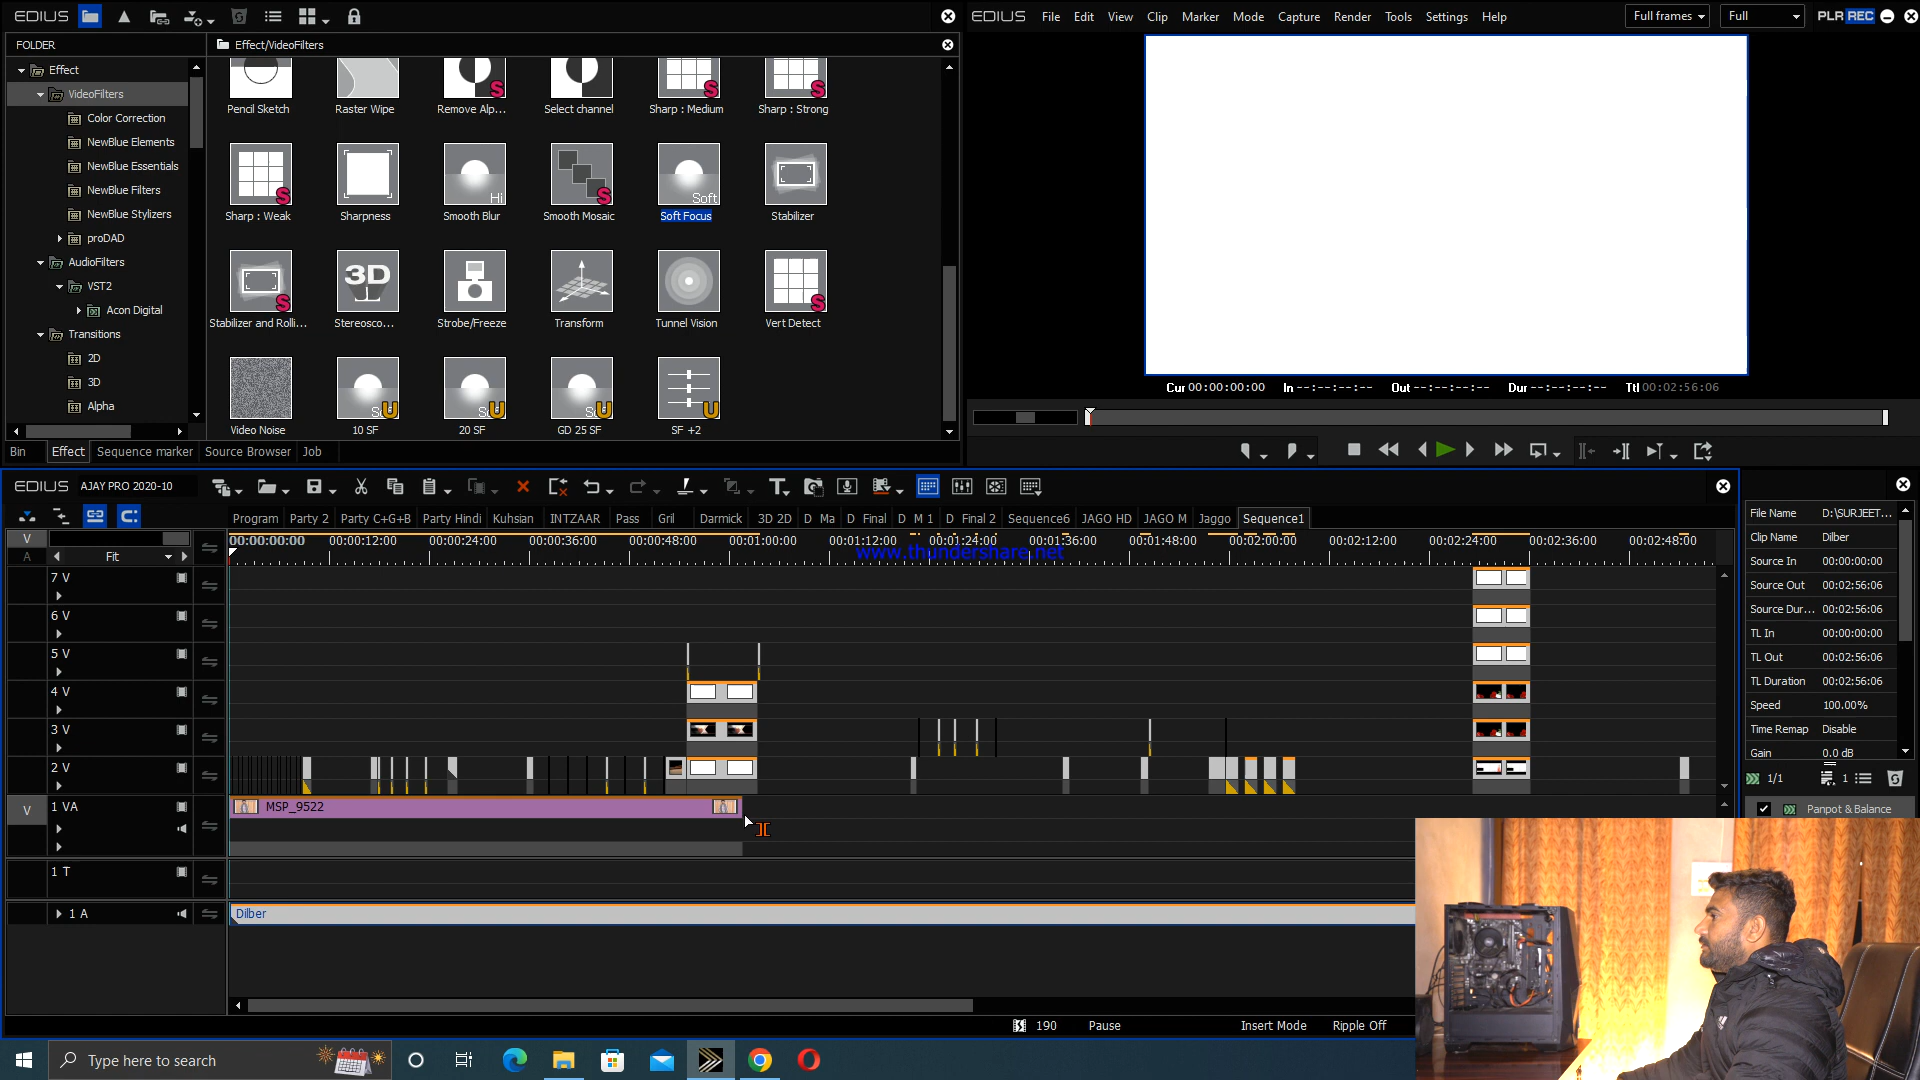 EDIUS
EDIUS File Edit View Clip Marker Mode Capture Render Tools Settings Help Full frames Full PLR REC
FOLDER
Effect/VideoFilters
Effect
VideoFilters
Color Correction
NewBlue Elements
NewBlue Essentials
NewBlue Filters
NewBlue Stylizers
proDAD
AudioFilters
VST2
Acon Digital
Transitions
2D
3D
Alpha
Pencil Sketch Raster Wipe Remove Alp... Select channel Sharp : Medium Sharp : Strong
Hi Soft
Sharp : Weak Sharpness Smooth Blur Smooth Mosaic Soft Focus Stabilizer
3D
Stabilizer and Rolli... Stereosco... Strobe/Freeze Transform Tunnel Vision Vert Detect
Video Noise 10 SF 20 SF GD 25 SF SF +2
Cur 00:00:00:00 In --:--:--:-- Out --:--:--:-- Dur --:--:--:-- Ttl 00:02:56:06
Bin Effect Sequence marker Source Browser Job
EDIUS AJAY PRO 2020-10
Program Party 2 Party C+G+B Party Hindi Kuhsian INTZAAR Pass Gril Darmick 3D 2D D Ma D Final D M 1 D Final 2 Sequence6 JAGO HD JAGO M Jaggo Sequence1
V
A
Fit
00:00:00:00 00:00:12:00 00:00:24:00 00:00:36:00 00:00:48:00 00:01:00:00 00:01:12:00 00:01:24:00 00:01:36:00 00:01:48:00 00:02:00:00 00:02:12:00 00:02:24:00 00:02:36:00 00:02:48:00
www.thundershare.net
7 V
6 V
5 V
4 V
3 V
2 V
V 1 VA MSP_9522
1 T
1 A Dilber
File Name D:\SURJEET...
Clip Name Dilber
Source In 00:00:00:00
Source Out 00:02:56:06
Source Dur... 00:02:56:06
TL In 00:00:00:00
TL Out 00:02:56:06
TL Duration 00:02:56:06
Speed 100.00%
Time Remap Disable
Gain 0.0 dB
1/1 1
Panpot & Balance
190 Pause Insert Mode Ripple Off
Type here to search